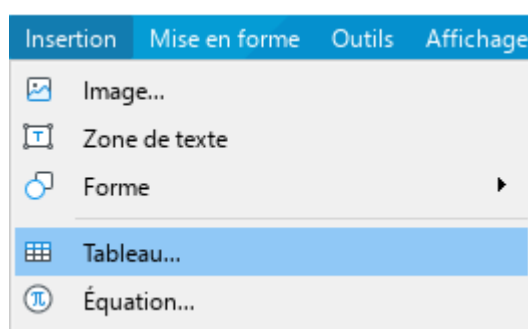 Insertion Mise en forme Outils Affichage
Image...
Zone de texte
Forme
Tableau...
Équation...